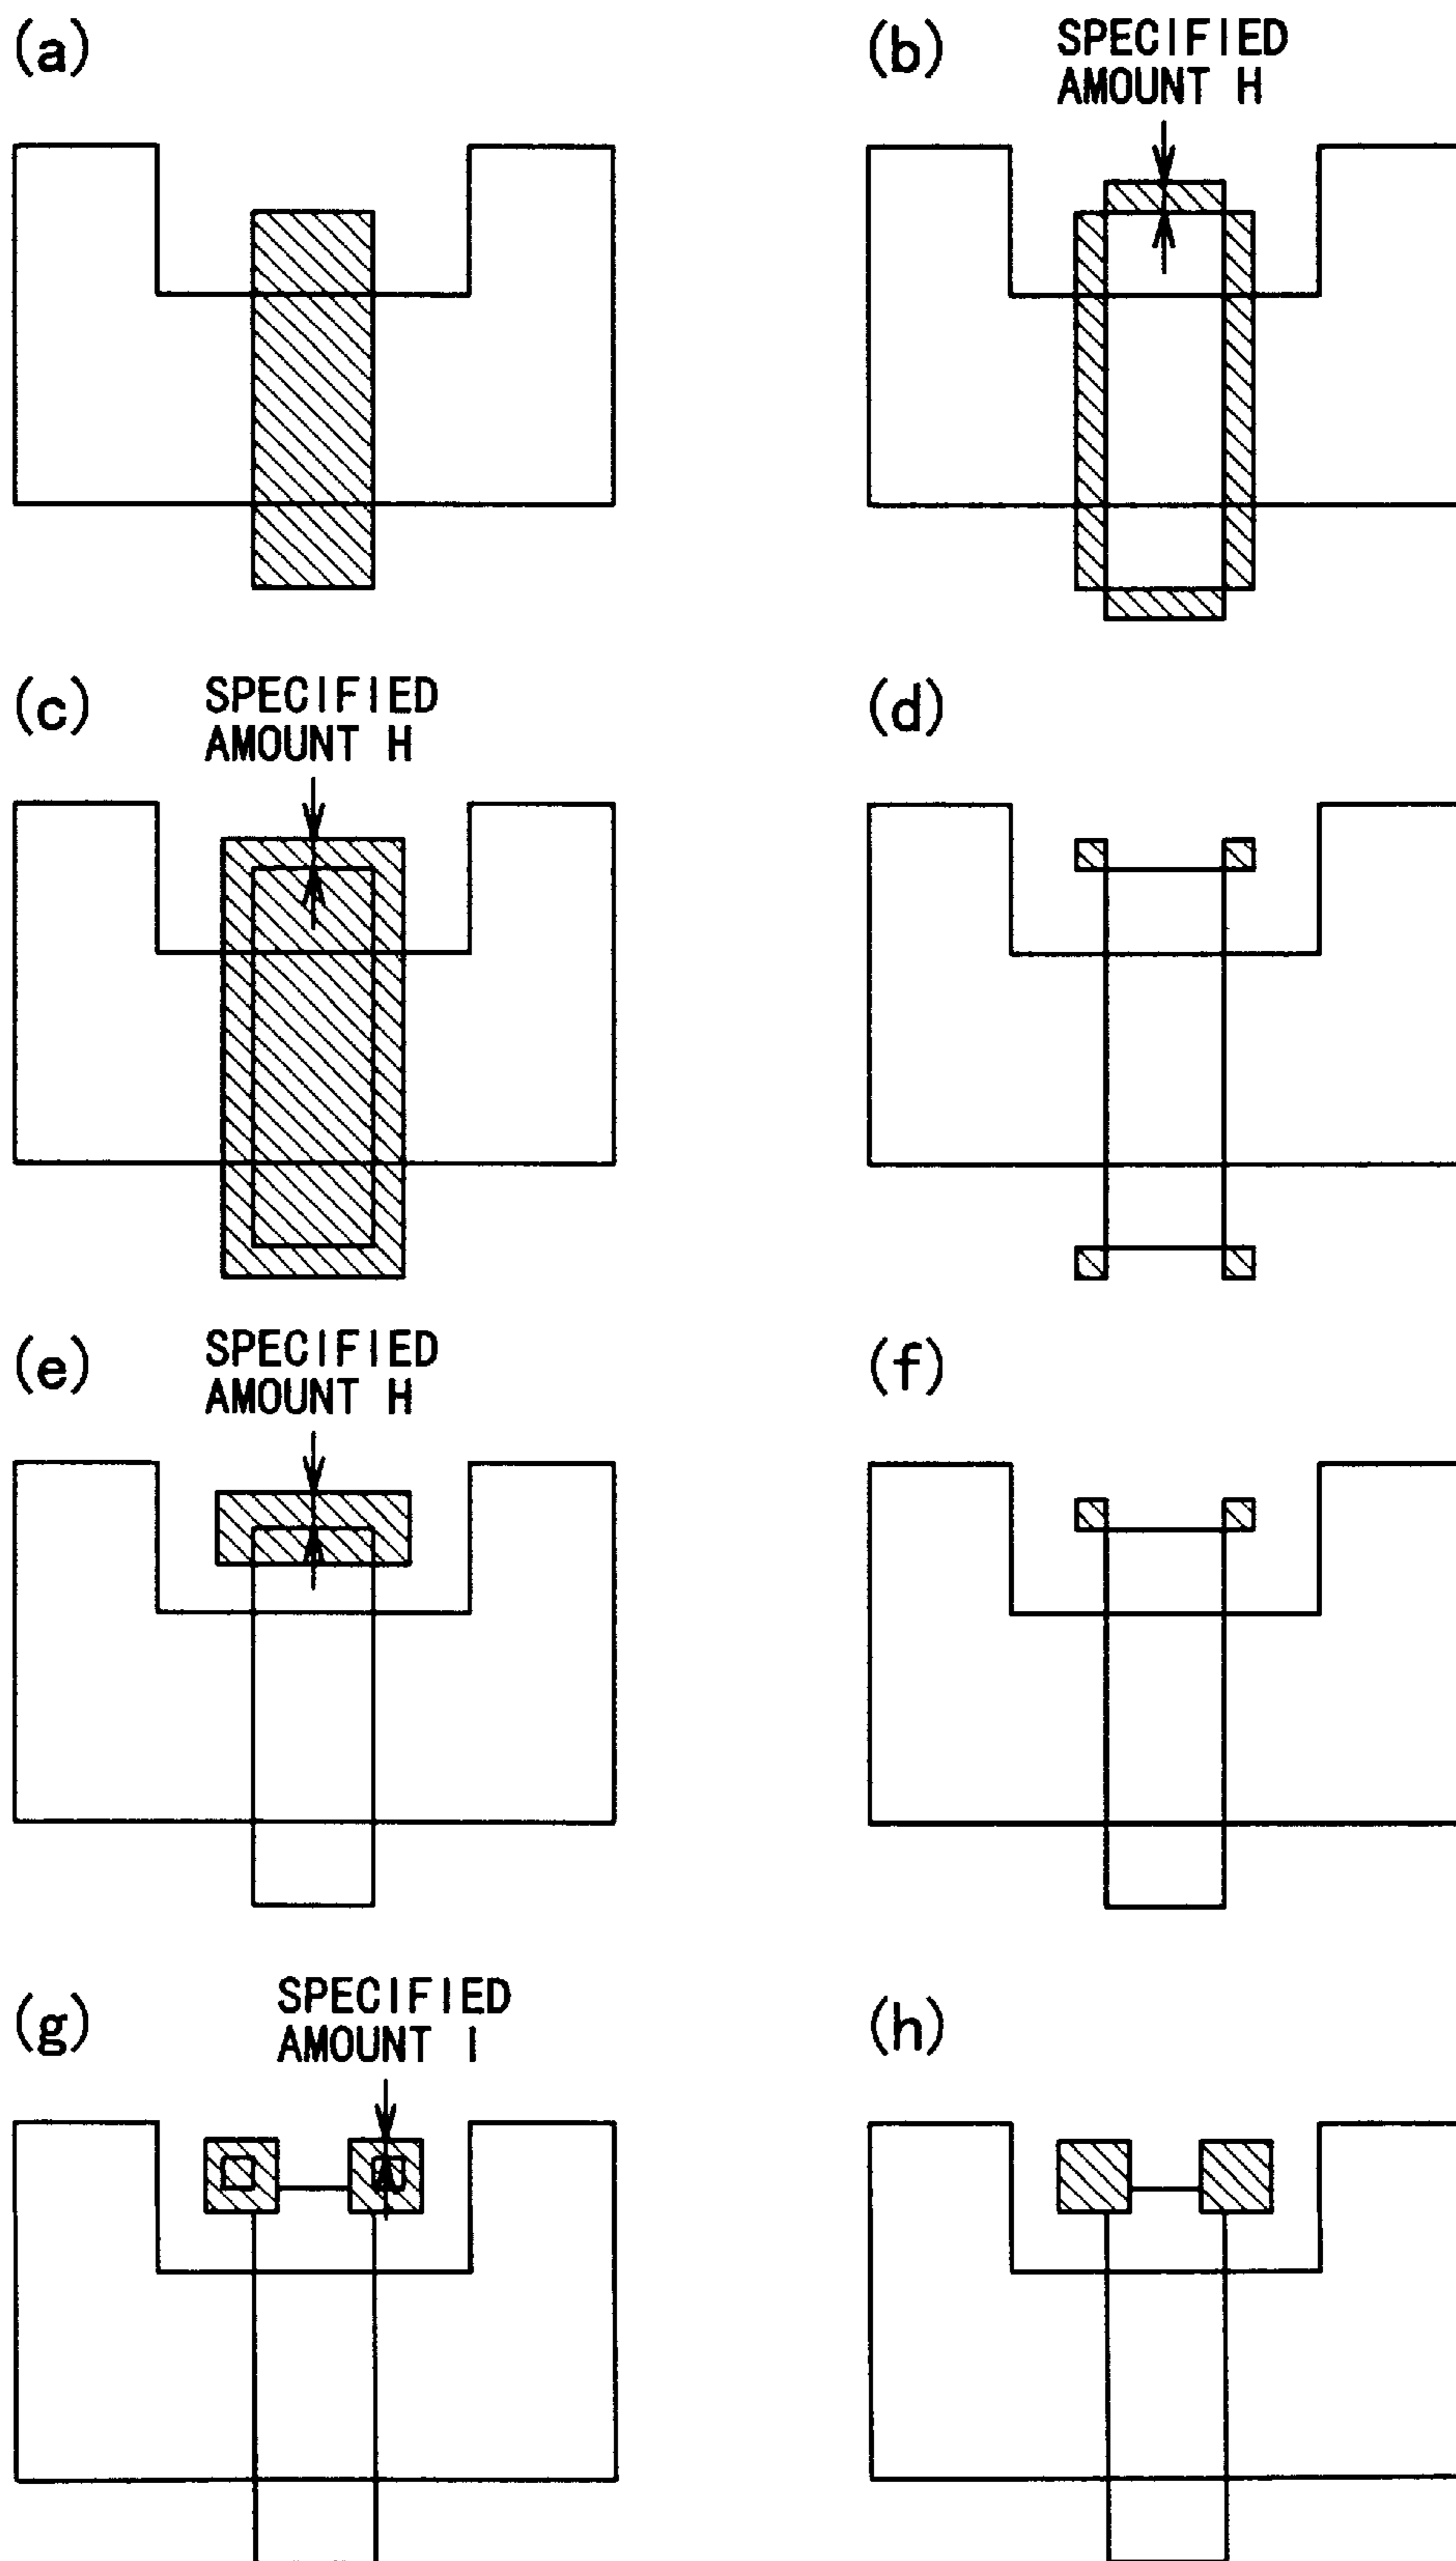 (a)
(b)
SPECIFIED
AMOUNT H
(c)
SPECIFIED
AMOUNT H
(d)
(e)
SPECIFIED
AMOUNT H
(f)
(g)
SPECIFIED
AMOUNT I
(h)